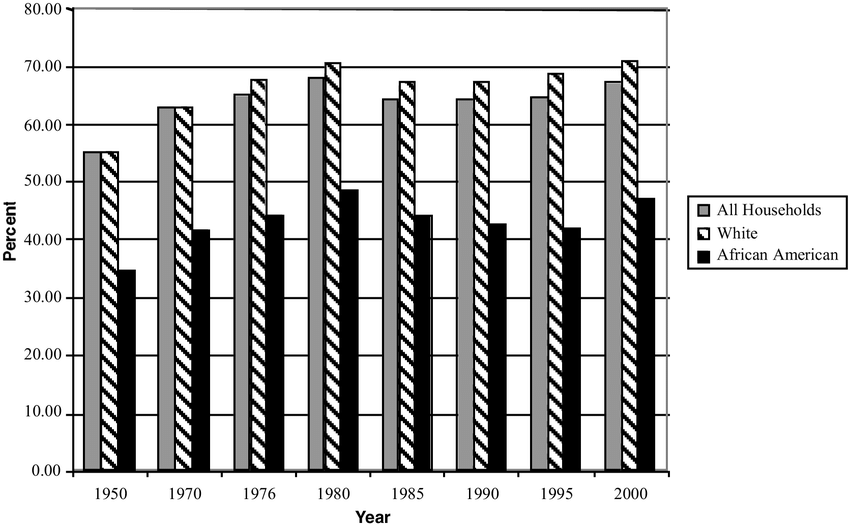 80.00
70.00
60.00
50.00
40.00
30.00
20.00
10.00
0.00
Percent
1950 1970 1976 1980 1985 1990 1995 2000
Year
All Households
White
African American